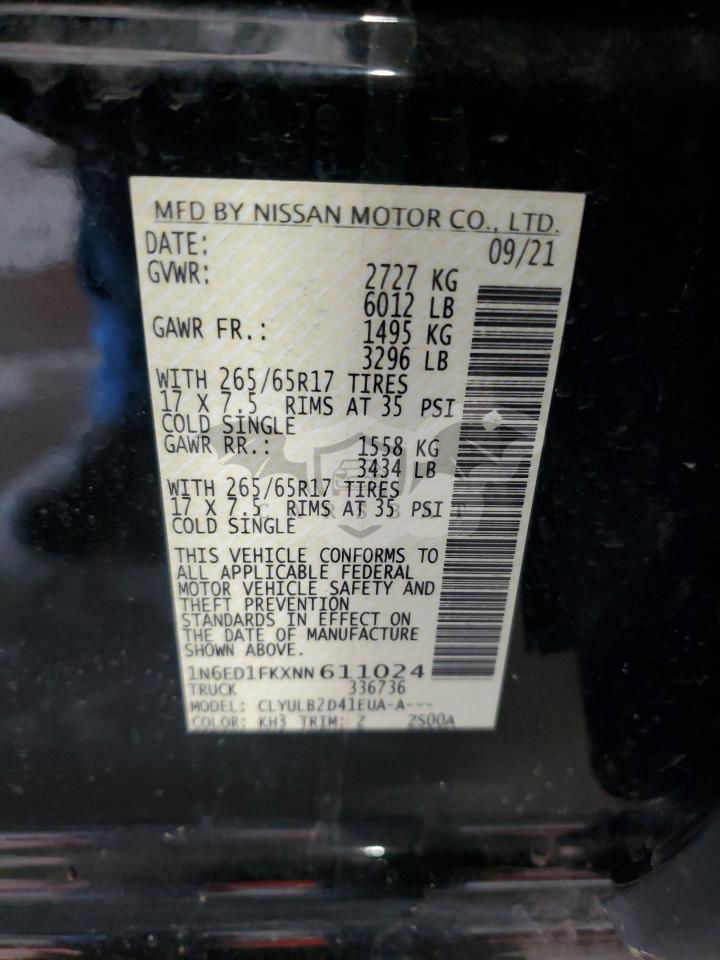 MFD BY NISSAN MOTOR CO., LTD.
DATE: 09/21
GVWR: 2727 KG
6012 LB
GAWR FR.: 1495 KG
3296 LB
WITH 265/65R17 TIRES
17 X 7.5 RIMS AT 35 PSI
COLD SINGLE
GAWR RR.: 1558 KG
3434 LB
WITH 265/65R17 TIRES
17 X 7.5 RIMS AT 35 PSI
COLD SINGLE
THIS VEHICLE CONFORMS TO
ALL APPLICABLE FEDERAL
MOTOR VEHICLE SAFETY AND
THEFT PREVENTION
STANDARDS IN EFFECT ON
THE DATE OF MANUFACTURE
SHOWN ABOVE.
1N6ED1FKXNN611024
TRUCK 336736
MODEL: CLYULB2D41EUA-A---
COLOR: KH3 TRIM: Z ZS00A